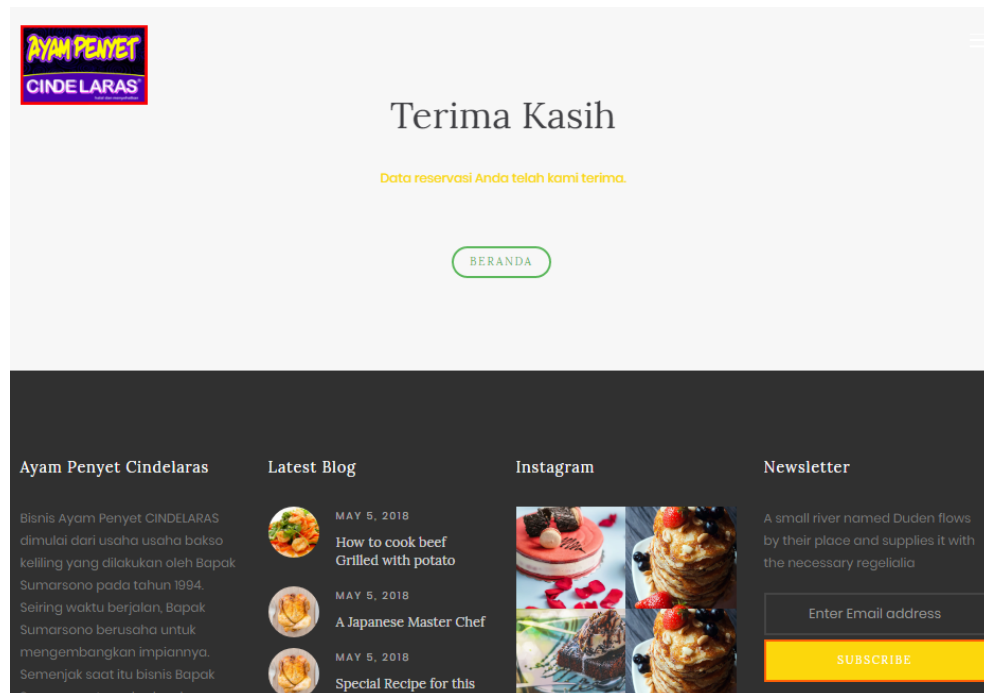 AYAM PENYET
CINDE LARAS
Terima Kasih
Data reservasi Anda telah kami terima.
BERANDA
Ayam Penyet Cindelaras
Bisnis Ayam Penyet CINDELARAS
dimulai dari usaha usaha bakso
keliling yang dilakukan oleh Bapak
Sumarsono pada tahun 1994.
Seiring waktu berjalan, Bapak
Sumarsono berusaha untuk
mengembangkan impiannya.
Semenjak saat itu bisnis Bapak
Latest Blog
MAY 5, 2018
How to cook beef
Grilled with potato
MAY 5, 2018
A Japanese Master Chef
MAY 5, 2018
Special Recipe for this
Instagram
Newsletter
A small river named Duden flows
by their place and supplies it with
the necessary regelialia
Enter Email address
SUBSCRIBE